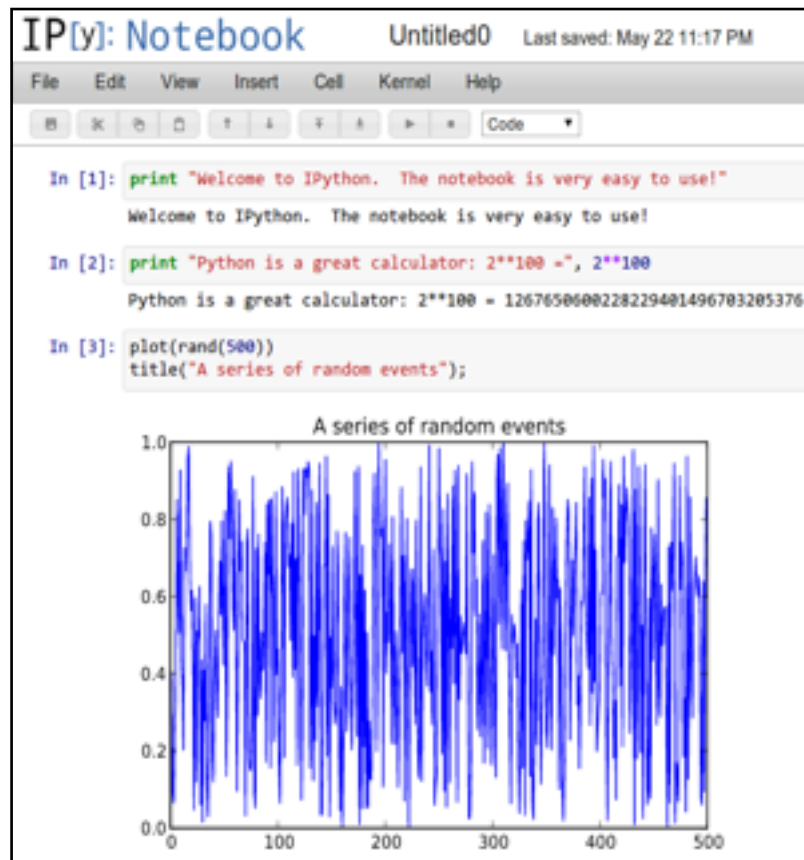 IP[y]: Notebook Untitled0 Last saved: May 22 11:17 PM
File Edit View Insert Cell Kernel Help
Code
In [1]: print "Welcome to IPython.  The notebook is very easy to use!"
Welcome to IPython.  The notebook is very easy to use!
In [2]: print "Python is a great calculator: 2**100 =", 2**100
Python is a great calculator: 2**100 = 1267650600228229401496703205376
In [3]: plot(rand(500))
title("A series of random events");
A series of random events
1.0
0.8
0.6
0.4
0.2
0.0
0 100 200 300 400 500